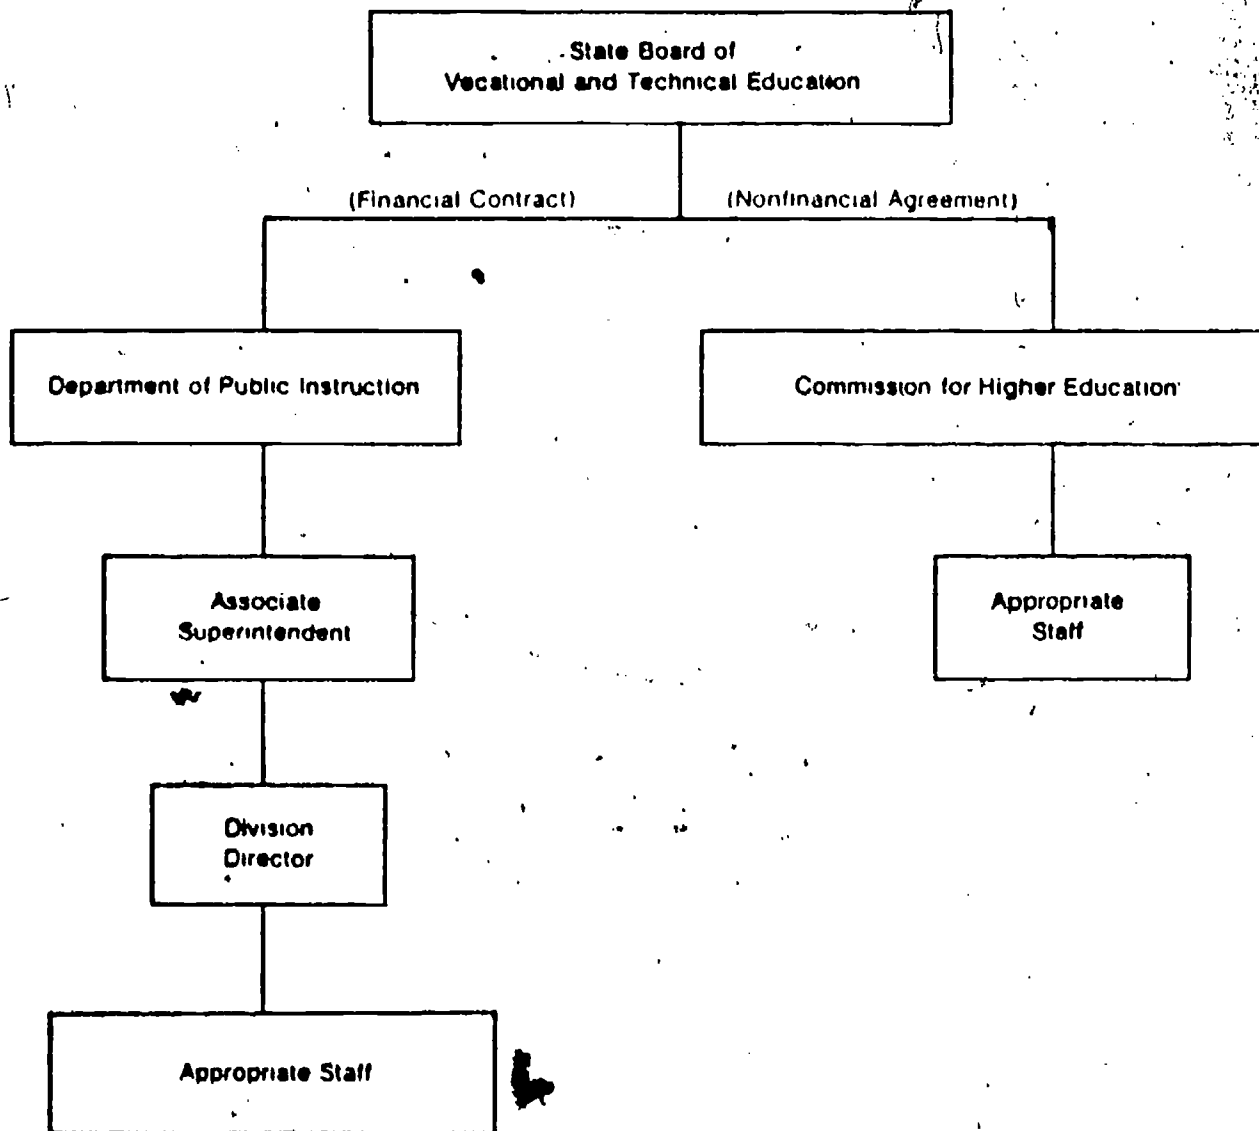 State Board of
Vocational and Technical Education
(Financial Contract)
(Nonfinancial Agreement)
Department of Public Instruction
Commission for Higher Education
Associate
Superintendent
Appropriate
Staff
Division
Director
Appropriate Staff